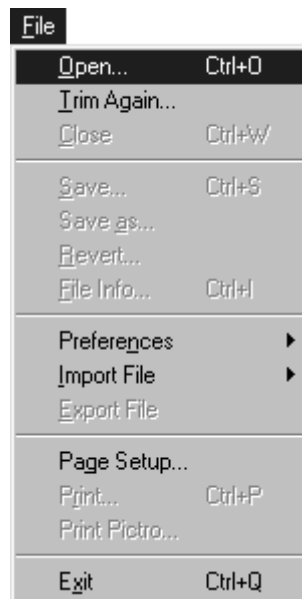 File
Open... Ctrl+O
Trim Again...
Close Ctrl+W
Save... Ctrl+S
Save as...
Revert...
File Info... Ctrl+I
Preferences
Import File
Export File
Page Setup...
Print... Ctrl+P
Print Pictro...
Exit Ctrl+Q